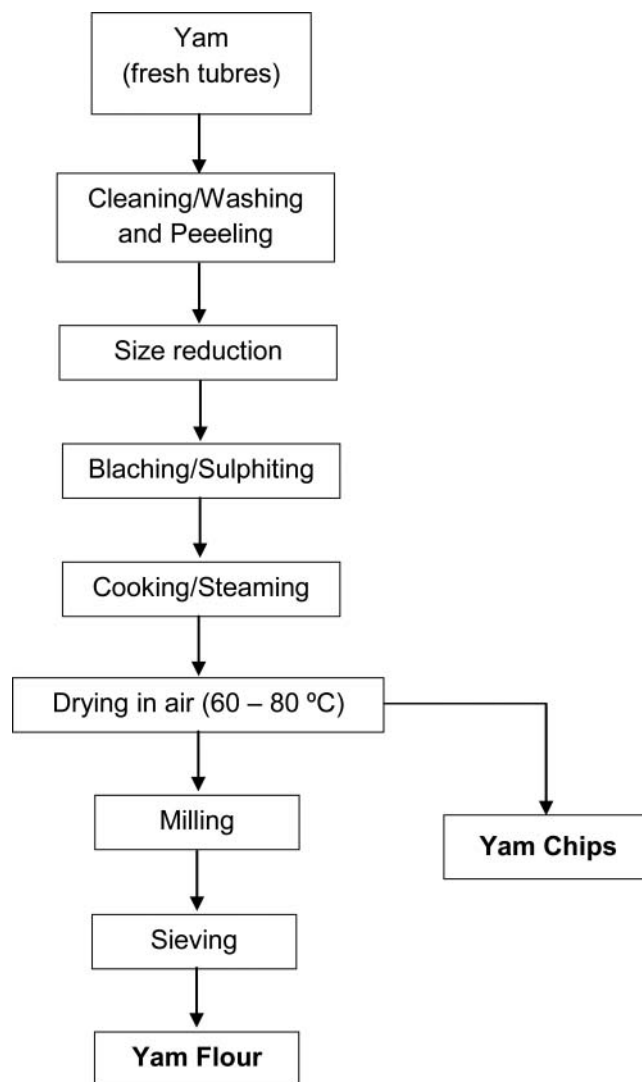 Yam
(fresh tubres)
Cleaning/Washing
and Peeeling
Size reduction
Blaching/Sulphiting
Cooking/Steaming
Drying in air (60 – 80 ºC)
Milling
Yam Chips
Sieving
Yam Flour